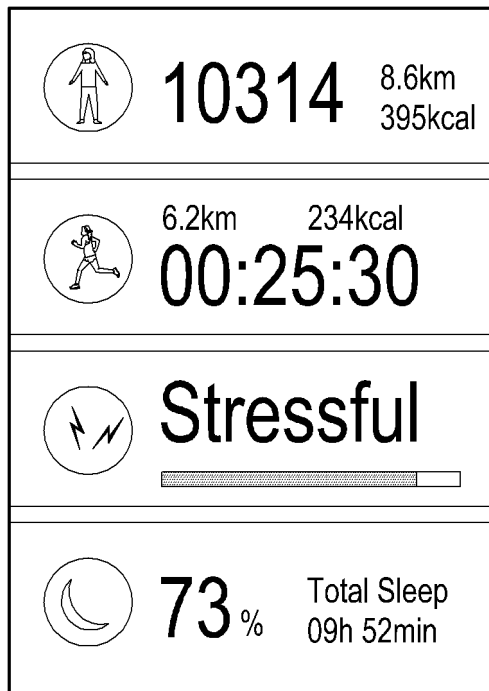 10314
8.6km
395kcal
6.2km 234kcal
00:25:30
Stressful
73 %
Total Sleep
09h 52min